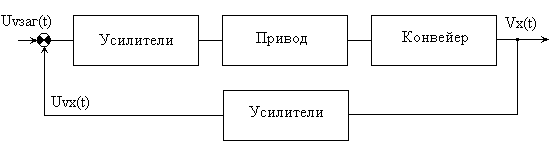 Uvsar(t)
Усилители
Привод
Конвейер
Vx(t)
Uvx(t)
Усилители